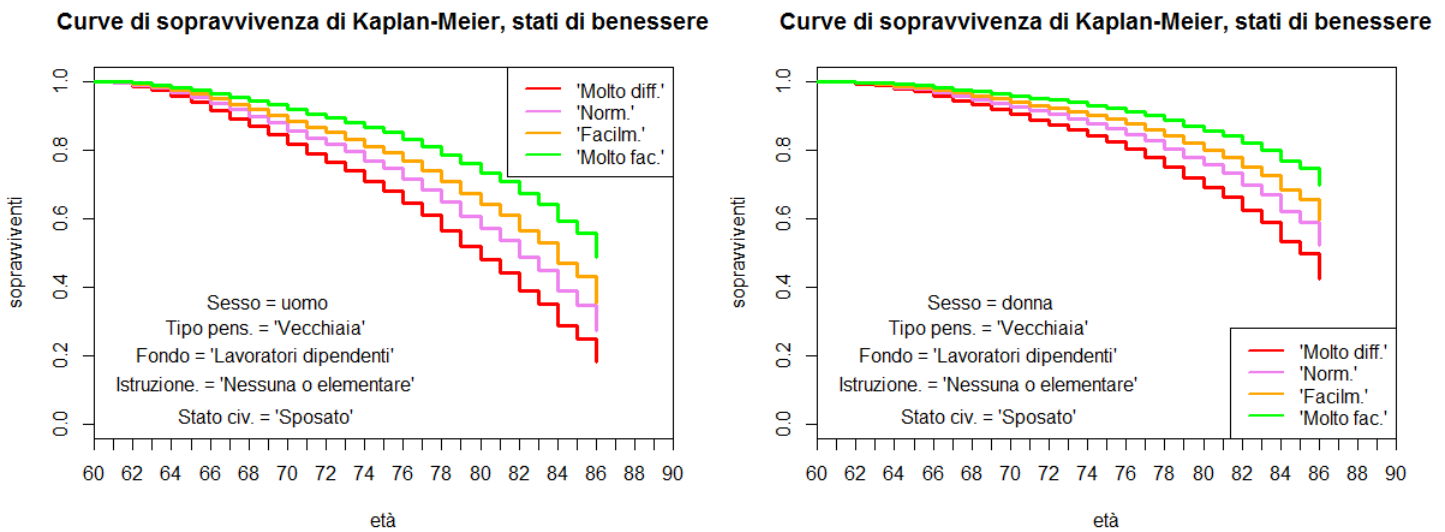 Curve di sopravvivenza di Kaplan-Meier, stati di benessere
sopravviventi
1.0
0.8
0.6
0.4
0.2
0.0
'Molto diff.'
'Norm.'
'Facilm.'
'Molto fac.'
Sesso = uomo
Tipo pens. = 'Vecchiaia'
Fondo = 'Lavoratori dipendenti'
Istruzione. = 'Nessuna o elementare'
Stato civ. = 'Sposato'
60 62 64 66 68 70 72 74 76 78 80 82 84 86 90
età
Curve di sopravvivenza di Kaplan-Meier, stati di benessere
sopravviventi
1.0
0.8
0.6
0.4
0.2
0.0
Sesso = donna
Tipo pens. = 'Vecchiaia'
Fondo = 'Lavoratori dipendenti'
Istruzione. = 'Nessuna o elementare'
Stato civ. = 'Sposato'
'Molto diff.'
'Norm.'
'Facilm.'
'Molto fac.'
60 62 64 66 68 70 72 74 76 78 80 82 84 86 90
età